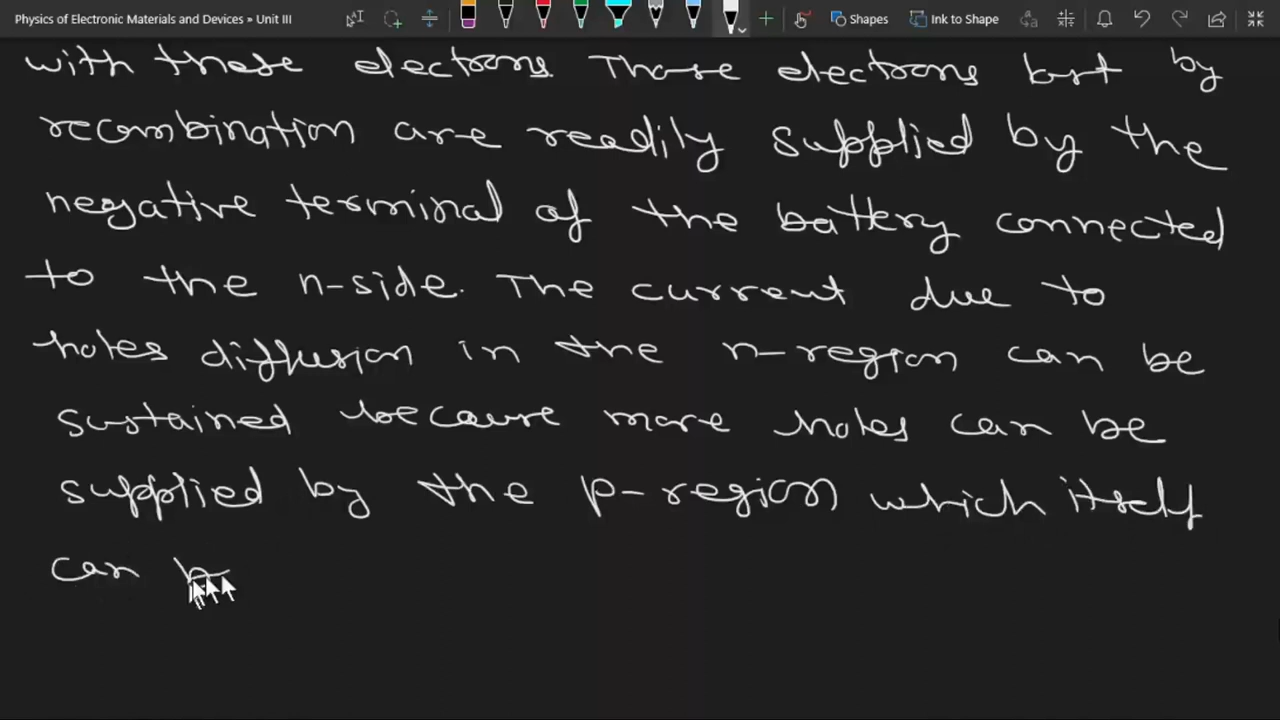 Physics of Electronic Materials and Devices » Unit III
Shapes
Ink to Shape
with these electrons. Those electrons lost by
recombination are readily supplied by the
negative terminal of the battery connected
to the n-side. The current due to
holes diffusion in the n-region can be
sustained because more holes can be
supplied by the p-region which itself
can be